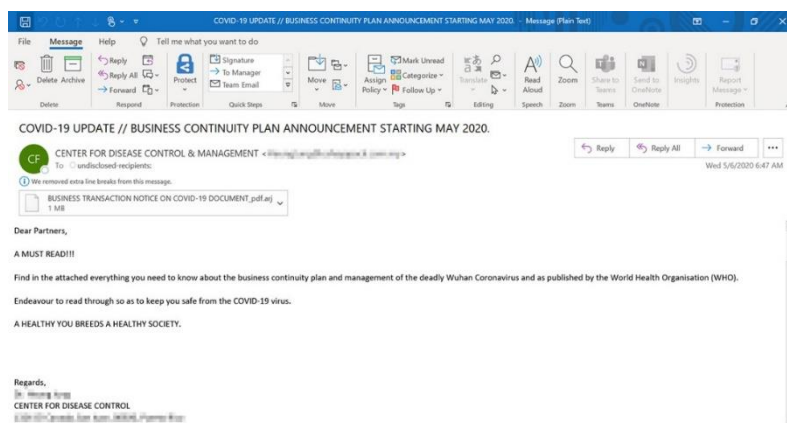 COVID-19 UPDATE // BUSINESS CONTINUITY PLAN ANNOUNCEMENT STARTING MAY 2020. - Message (Plain Text)
File Message Help Tell me what you want to do
Delete Archive
Reply
Reply All
Forward
Protect
Signature
To Manager
Team Email
Move
Assign Policy
Mark Unread
Categorize
Follow Up
Translate
Read Aloud
Zoom
Share to Teams
Send to OneNote
Insights
Report Message
Delete Respond Protection Quick Steps Move Tags Editing Speech Zoom Teams OneNote Protection
COVID-19 UPDATE // BUSINESS CONTINUITY PLAN ANNOUNCEMENT STARTING MAY 2020.
CF
CENTER FOR DISEASE CONTROL & MANAGEMENT <
To undisclosed-recipients:
Reply Reply All Forward
Wed 5/6/2020 6:47 AM
We removed extra line breaks from this message.
BUSINESS TRANSACTION NOTICE ON COVID-19 DOCUMENT_pdf.arj
1 MB
Dear Partners,
A MUST READ!!!
Find in the attached everything you need to know about the business continuity plan and management of the deadly Wuhan Coronavirus and as published by the World Health Organisation (WHO).
Endeavour to read through so as to keep you safe from the COVID-19 virus.
A HEALTHY YOU BREEDS A HEALTHY SOCIETY.
Regards,
CENTER FOR DISEASE CONTROL